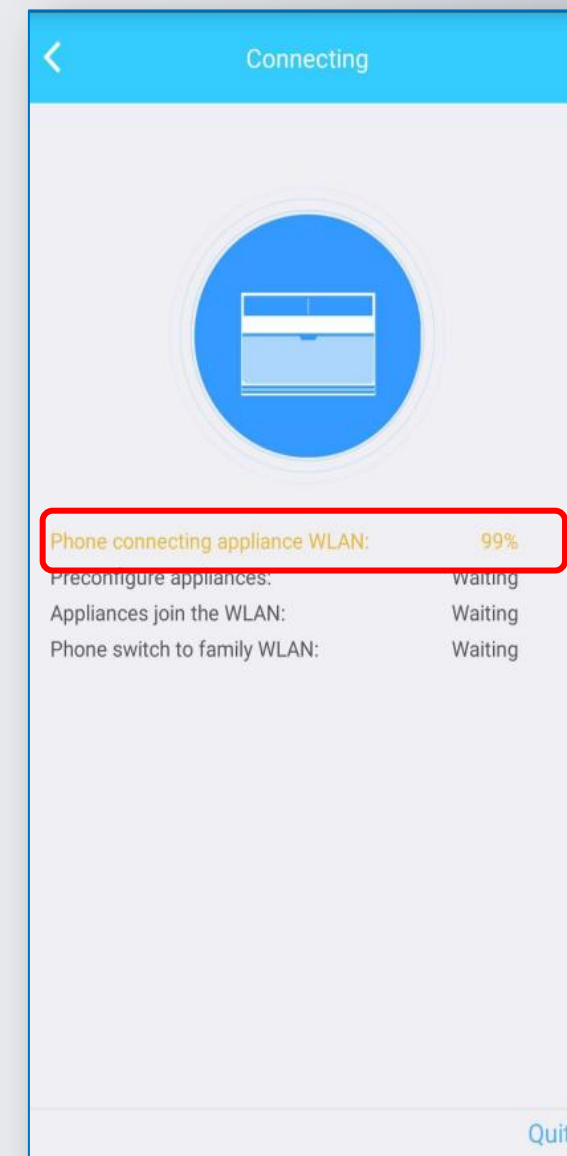 Connecting
Phone connecting appliance WLAN: 99%
Preconfigure appliances: Waiting
Appliances join the WLAN: Waiting
Phone switch to family WLAN: Waiting
Quit